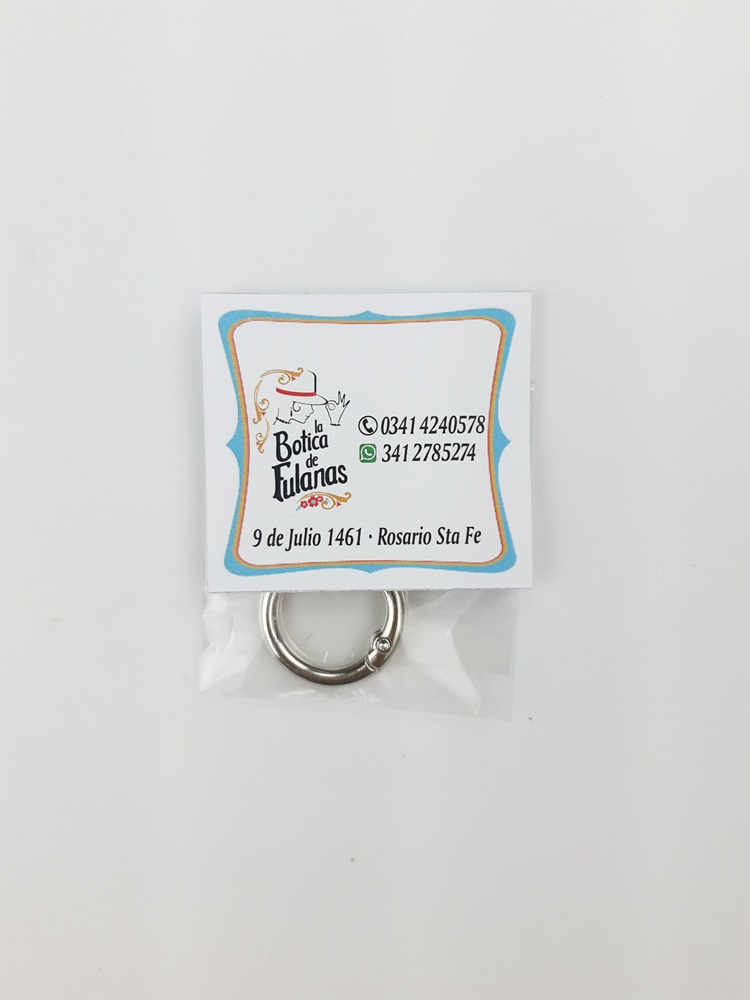 la
Botica
de
Fulanas
0341 4240578
341 2785274
9 de Julio 1461 · Rosario Sta Fe